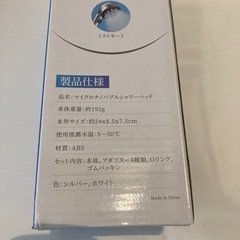 ミストモード
製品仕様
品名：マイクロナノバブルシャワーヘッド
本体重量：約192g
本外サイズ：約24x8.5x7.5cm
使用推薦水温：5～50℃
材質：ABS
セット内容：本体、アダプター4種類、Oリング、
ゴムパッキン
色：シルバー、ホワイト
Made in China